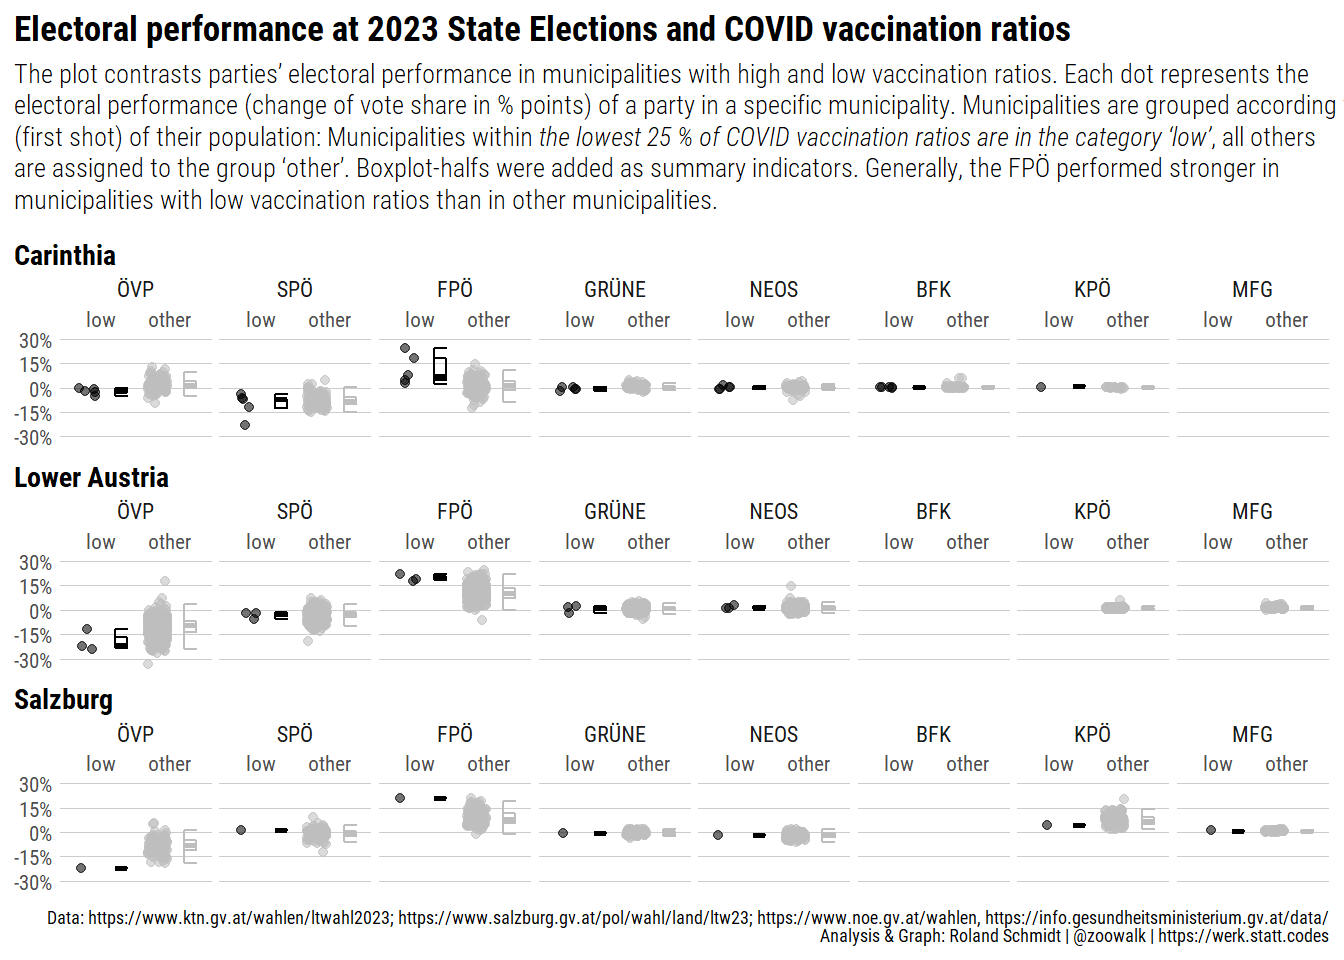 Electoral performance at 2023 State Elections and COVID vaccination ratios
The plot contrasts parties’ electoral performance in municipalities with high and low vaccination ratios. Each dot represents the
electoral performance (change of vote share in % points) of a party in a specific municipality. Municipalities are grouped according
(first shot) of their population: Municipalities within the lowest 25 % of COVID vaccination ratios are in the category ‘low’, all others
are assigned to the group ‘other’. Boxplot-halfs were added as summary indicators. Generally, the FPÖ performed stronger in
municipalities with low vaccination ratios than in other municipalities.
Carinthia
ÖVP SPÖ FPÖ GRÜNE NEOS BFK KPÖ MFG
low other low other low other low other low other low other low other low other
30%
15%
0%
-15%
-30%
Lower Austria
ÖVP SPÖ FPÖ GRÜNE NEOS BFK KPÖ MFG
low other low other low other low other low other low other low other low other
30%
15%
0%
-15%
-30%
Salzburg
ÖVP SPÖ FPÖ GRÜNE NEOS BFK KPÖ MFG
low other low other low other low other low other low other low other low other
30%
15%
0%
-15%
-30%
Data: https://www.ktn.gv.at/wahlen/ltwahl2023; https://www.salzburg.gv.at/pol/wahl/land/ltw23; https://www.noe.gv.at/wahlen, https://info.gesundheitsministerium.gv.at/data/
Analysis & Graph: Roland Schmidt | @zoowalk | https://werk.statt.codes